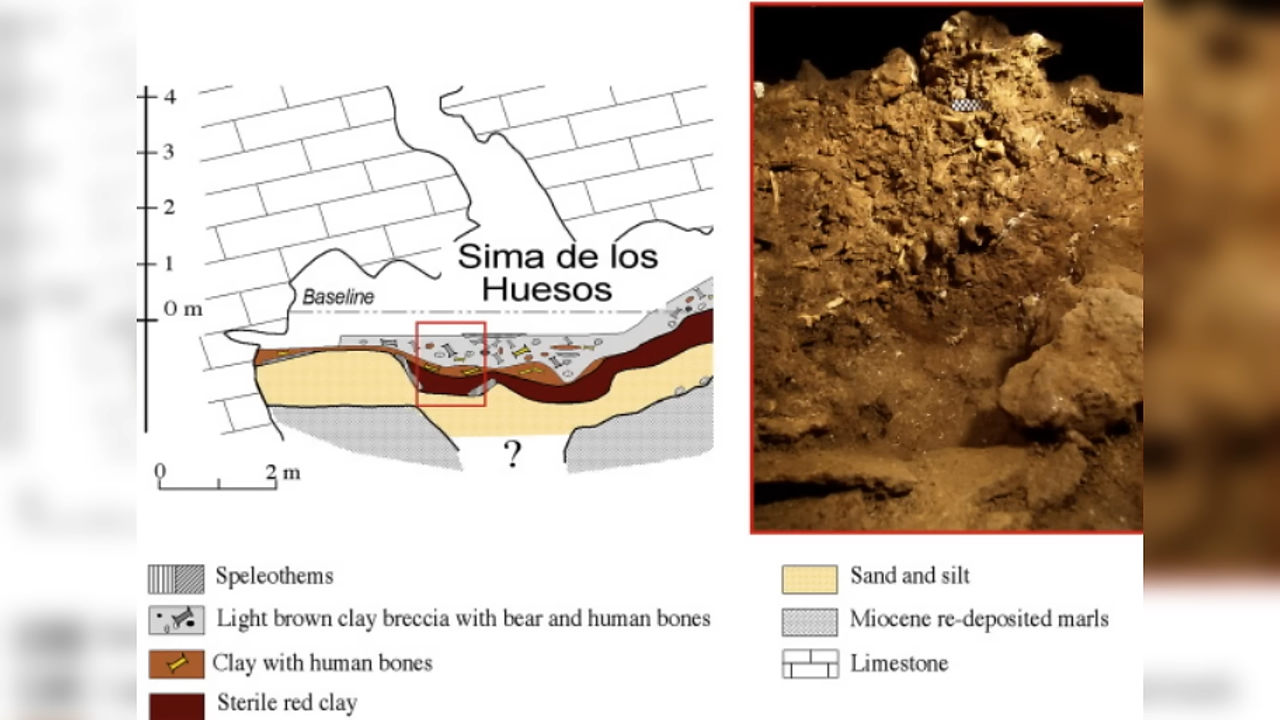 4
3
2
1
0 m
Sima de los
Huesos
Baseline
?
0 2 m
Speleothems
Light brown clay breccia with bear and human bones
Clay with human bones
Sterile red clay
Sand and silt
Miocene re-deposited marls
Limestone